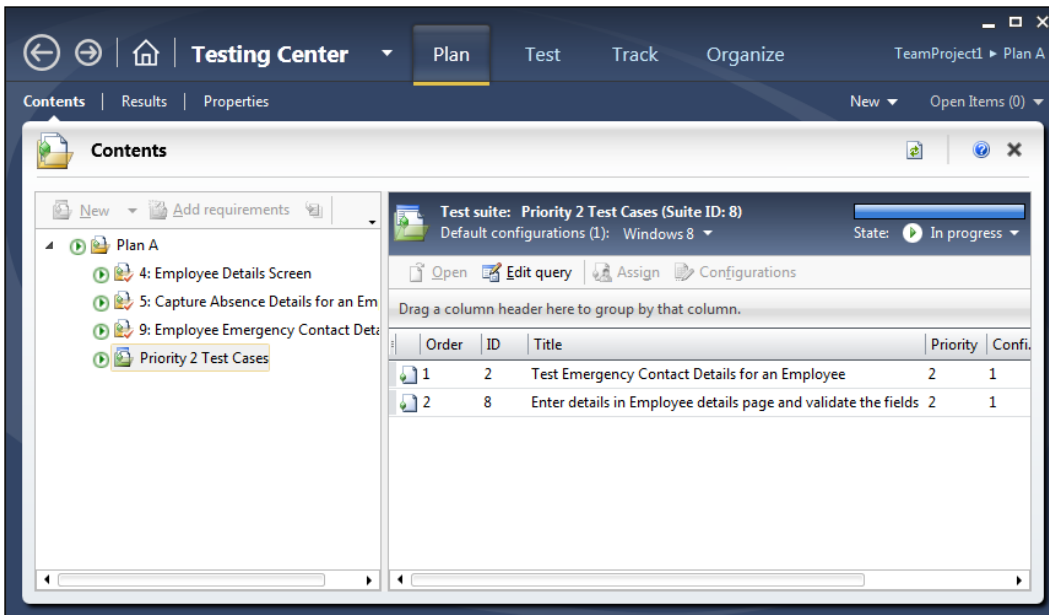 Testing Center Plan Test Track Organize TeamProject1 ▸ Plan A
Contents | Results | Properties New Open Items (0)
Contents
New Add requirements
Plan A
4: Employee Details Screen
5: Capture Absence Details for an Em
9: Employee Emergency Contact Deta
Priority 2 Test Cases
Test suite: Priority 2 Test Cases (Suite ID: 8)
Default configurations (1): Windows 8 State: In progress
Open Edit query Assign Configurations
Drag a column header here to group by that column.
Order ID Title Priority Confi.
1 2 Test Emergency Contact Details for an Employee 2 1
2 8 Enter details in Employee details page and validate the fields 2 1